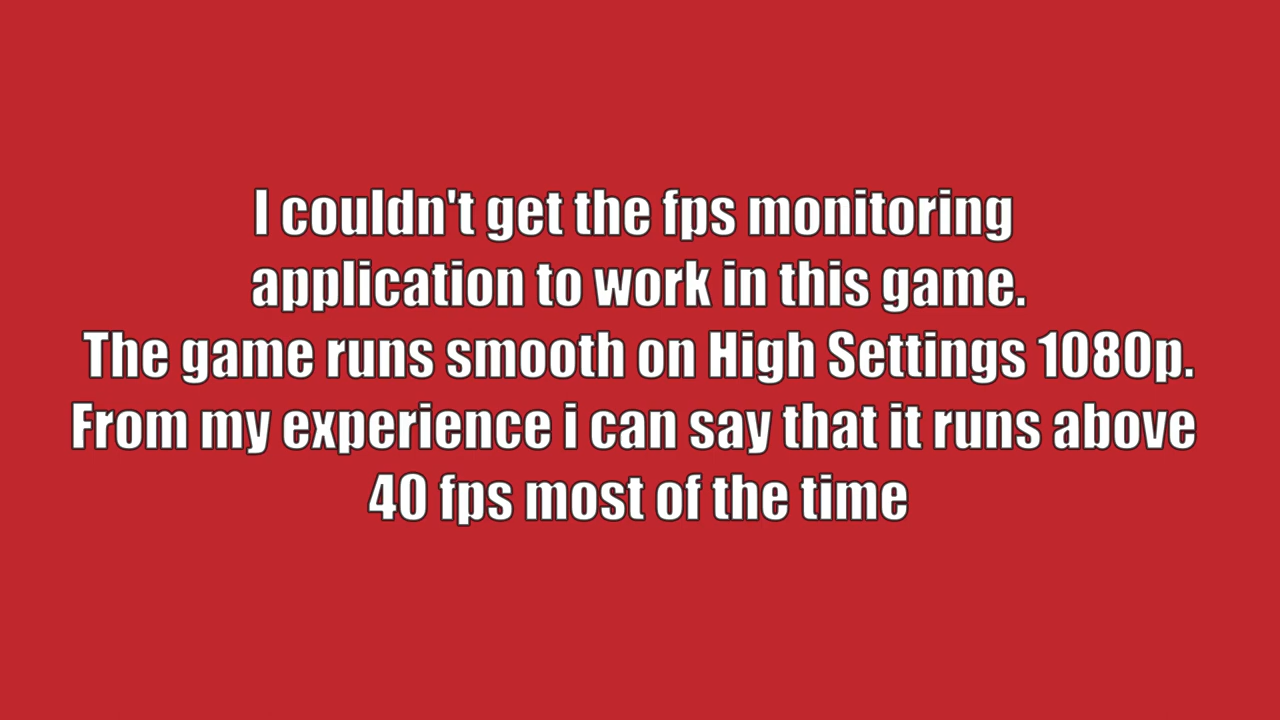 I couldn't get the fps monitoring
application to work in this game.
The game runs smooth on High Settings 1080p.
From my experience i can say that it runs above
40 fps most of the time